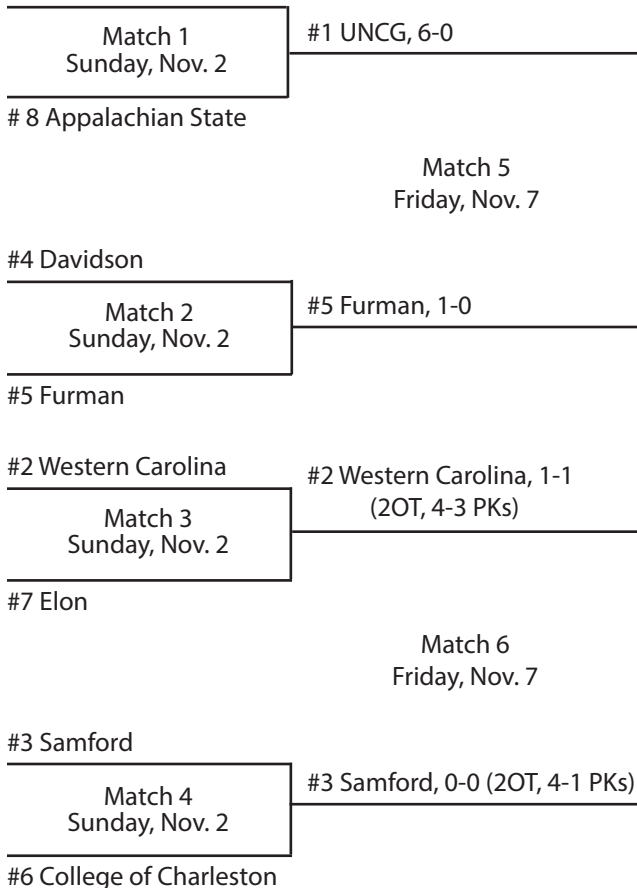 Match 1
Sunday, Nov. 2
#1 UNCG, 6-0
# 8 Appalachian State
Match 5
Friday, Nov. 7
#4 Davidson
Match 2
Sunday, Nov. 2
#5 Furman, 1-0
#5 Furman
#2 Western Carolina
#2 Western Carolina, 1-1
(2OT, 4-3 PKs)
Match 3
Sunday, Nov. 2
#7 Elon
Match 6
Friday, Nov. 7
#3 Samford
Match 4
Sunday, Nov. 2
#3 Samford, 0-0 (2OT, 4-1 PKs)
#6 College of Charleston